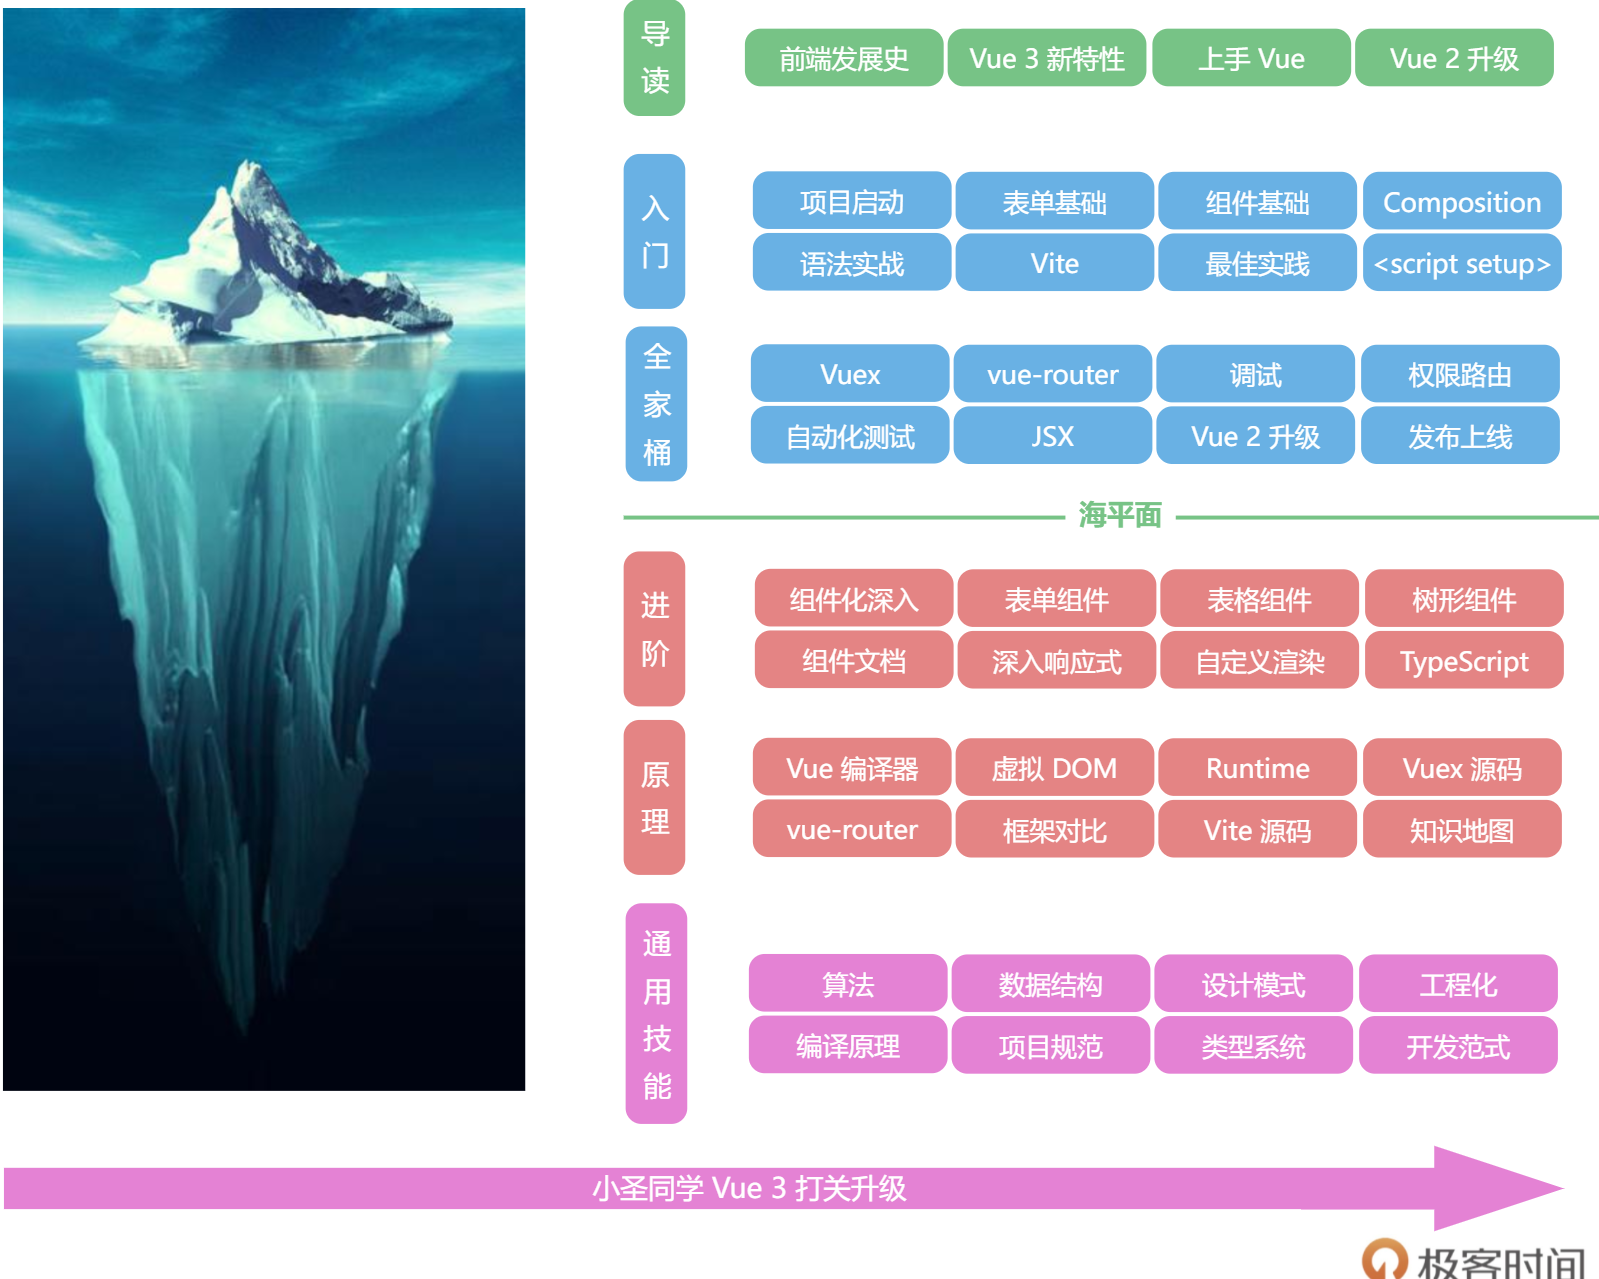 导读
前端发展史 Vue 3 新特性 上手 Vue Vue 2 升级
入门
项目启动 表单基础 组件基础 Composition
语法实战 Vite 最佳实践 <script setup>
全家桶
Vuex vue-router 调试 权限路由
自动化测试 JSX Vue 2 升级 发布上线
海平面
进阶
组件化深入 表单组件 表格组件 树形组件
组件文档 深入响应式 自定义渲染 TypeScript
原理
Vue 编译器 虚拟 DOM Runtime Vuex 源码
vue-router 框架对比 Vite 源码 知识地图
通用技能
算法 数据结构 设计模式 工程化
编译原理 项目规范 类型系统 开发范式
小圣同学 Vue 3 打关升级
极客时间